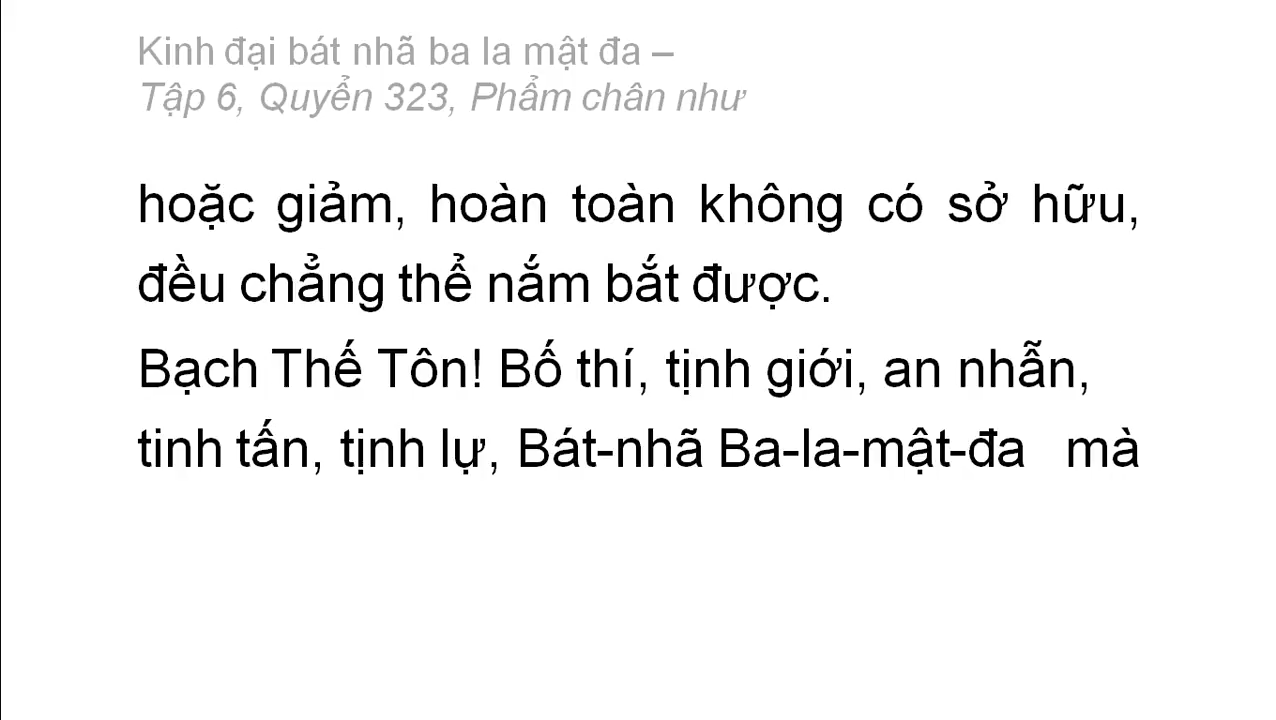 Kinh đại bát nhã ba la mật đa –
Tập 6, Quyển 323, Phẩm chân như
hoặc giảm, hoàn toàn không có sở hữu,
đều chẳng thể nắm bắt được.
Bạch Thế Tôn! Bố thí, tịnh giới, an nhẫn,
tinh tấn, tịnh lự, Bát-nhã Ba-la-mật-đa mà